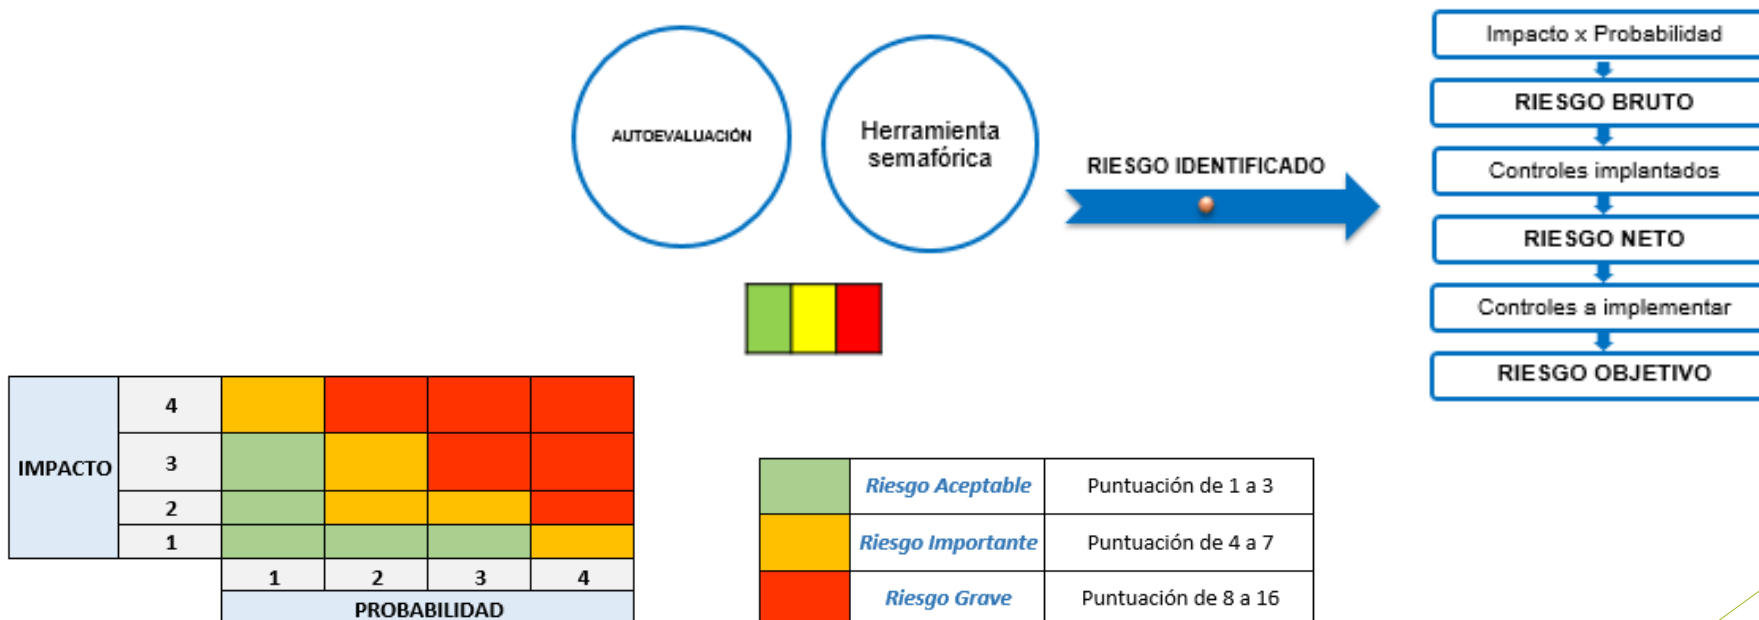 AUTOEVALUACIÓN
Herramienta
semafórica
RIESGO IDENTIFICADO
Impacto x Probabilidad
RIESGO BRUTO
Controles implantados
RIESGO NETO
Controles a implementar
RIESGO OBJETIVO
IMPACTO
4
3
2
1
1 2 3 4
PROBABILIDAD
Riesgo Aceptable Puntuación de 1 a 3
Riesgo Importante Puntuación de 4 a 7
Riesgo Grave Puntuación de 8 a 16